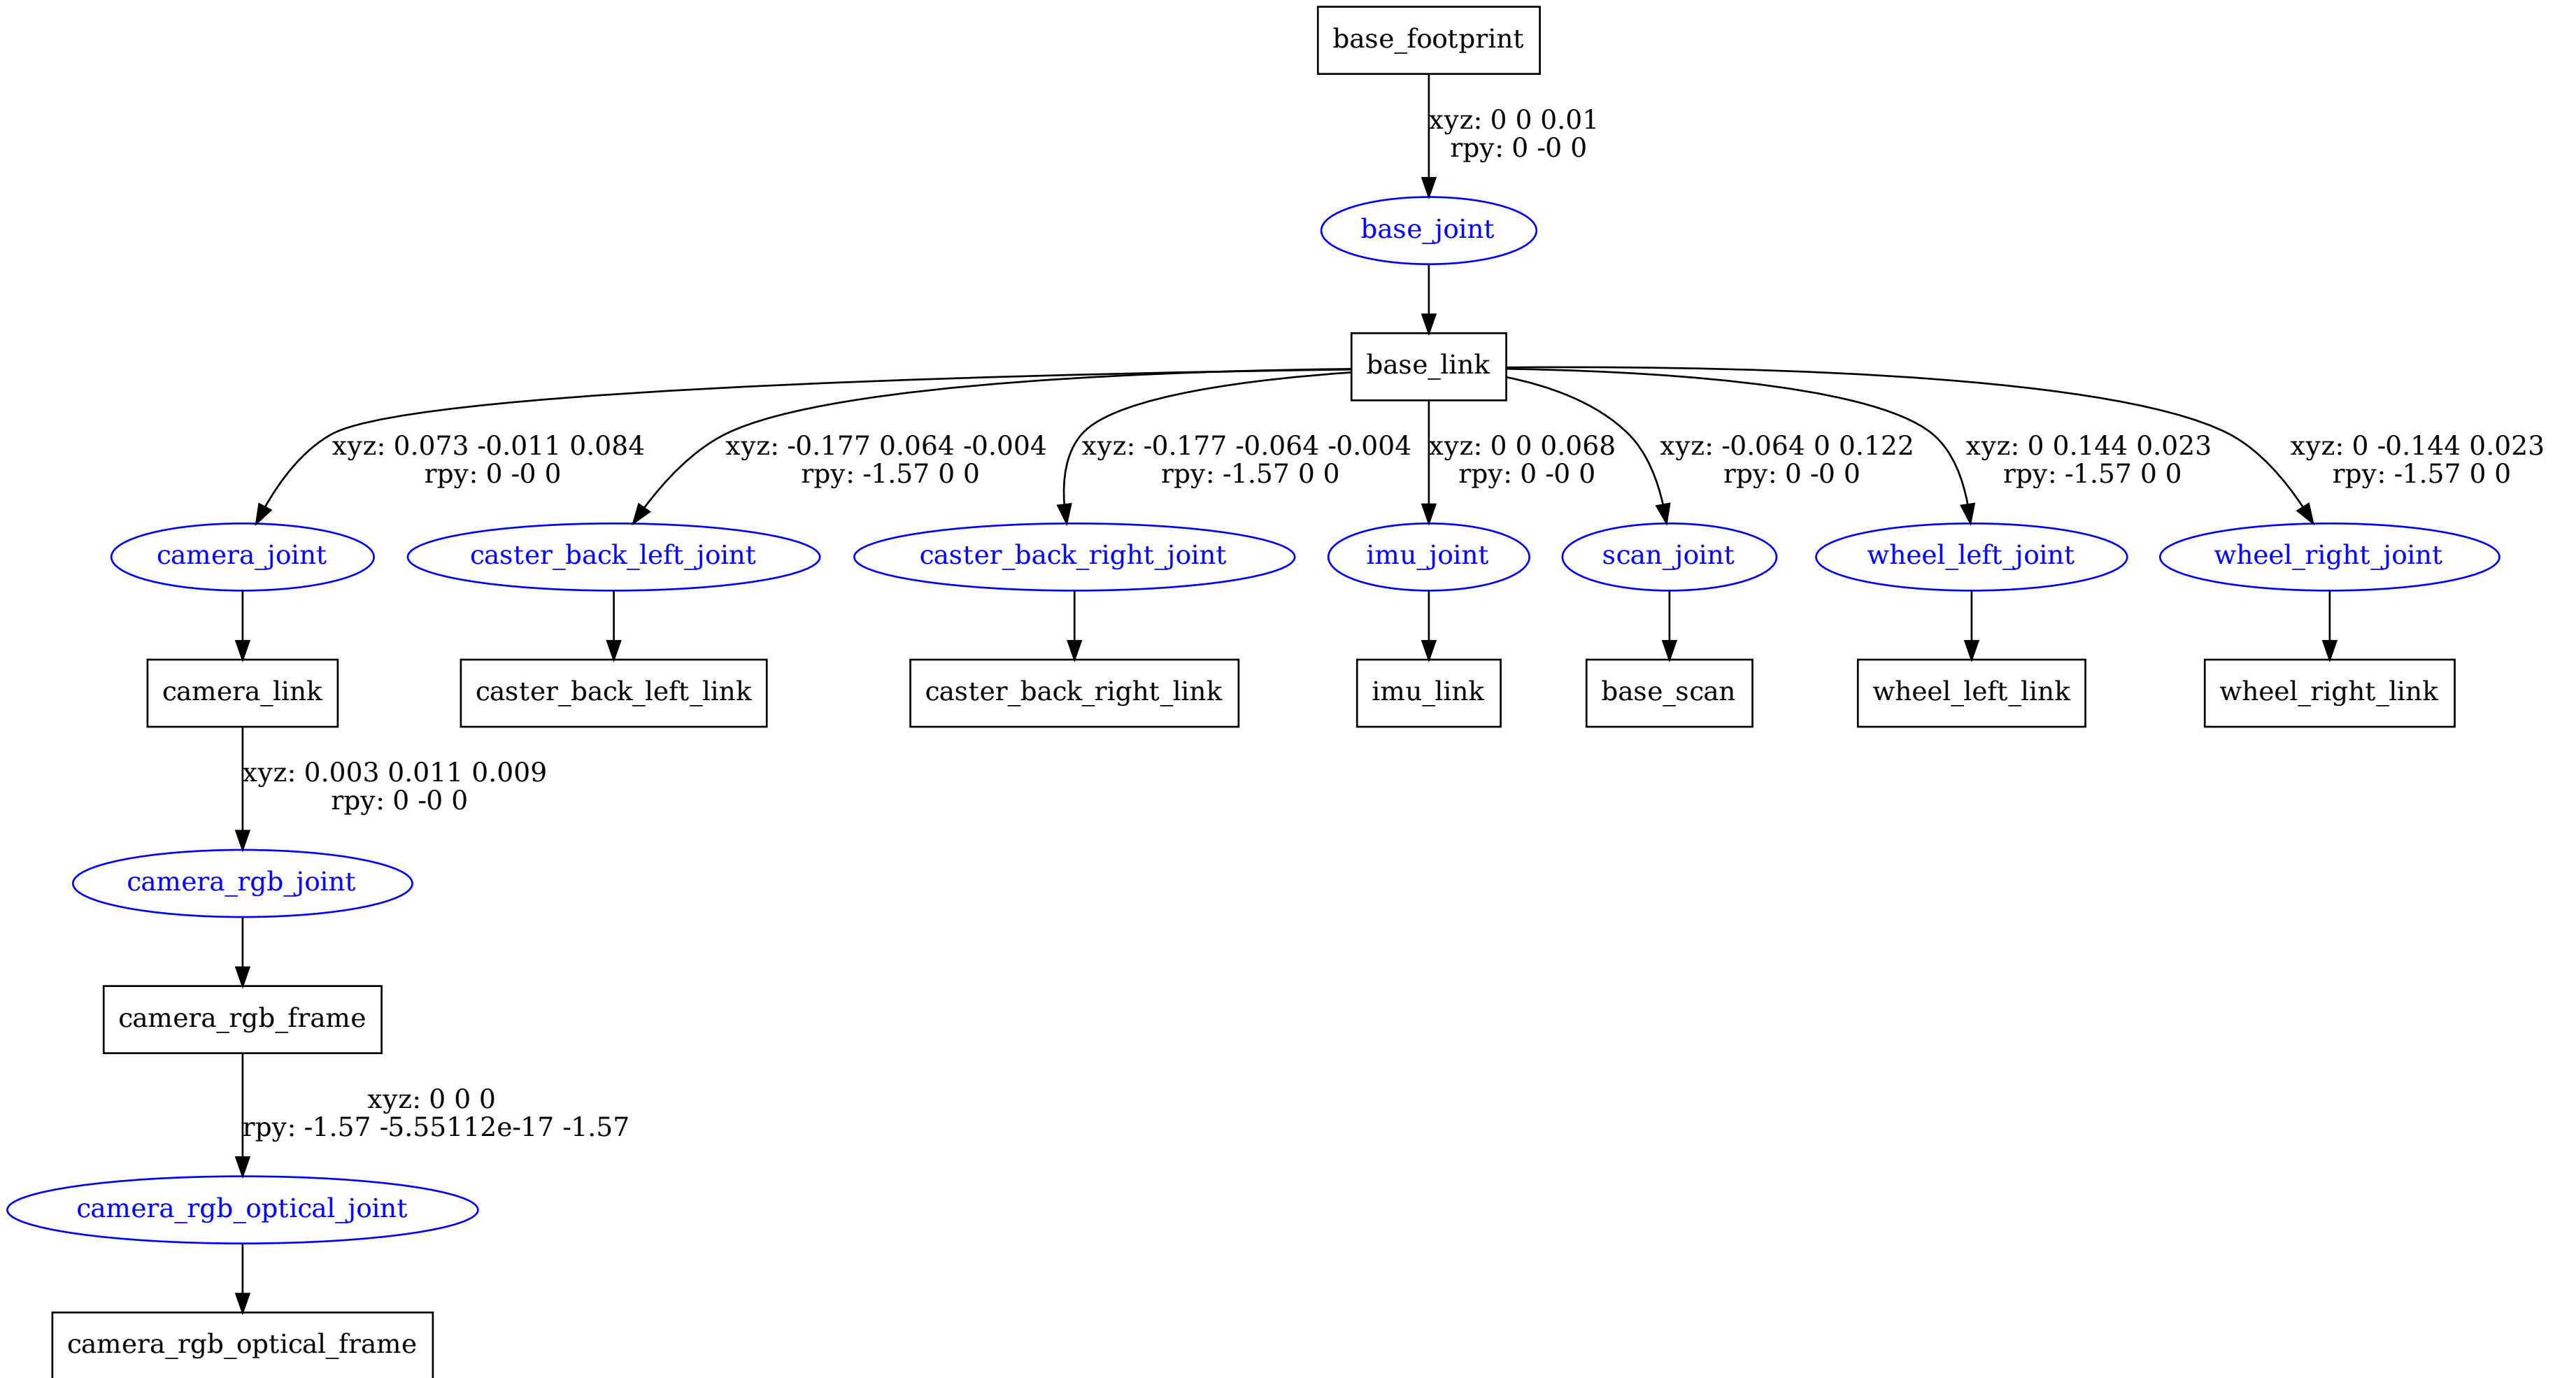 base_footprint
xyz: 0 0 0.01
rpy: 0 -0 0
base_joint
base_link
xyz: 0.073 -0.011 0.084
rpy: 0 -0 0
xyz: -0.177 0.064 -0.004
rpy: -1.57 0 0
xyz: -0.177 -0.064 -0.004
rpy: -1.57 0 0
xyz: 0 0 0.068
rpy: 0 -0 0
xyz: -0.064 0 0.122
rpy: 0 -0 0
xyz: 0 0.144 0.023
rpy: -1.57 0 0
xyz: 0 -0.144 0.023
rpy: -1.57 0 0
camera_joint
caster_back_left_joint
caster_back_right_joint
imu_joint
scan_joint
wheel_left_joint
wheel_right_joint
camera_link
caster_back_left_link
caster_back_right_link
imu_link
base_scan
wheel_left_link
wheel_right_link
xyz: 0.003 0.011 0.009
rpy: 0 -0 0
camera_rgb_joint
camera_rgb_frame
xyz: 0 0 0
rpy: -1.57 -5.55112e-17 -1.57
camera_rgb_optical_joint
camera_rgb_optical_frame